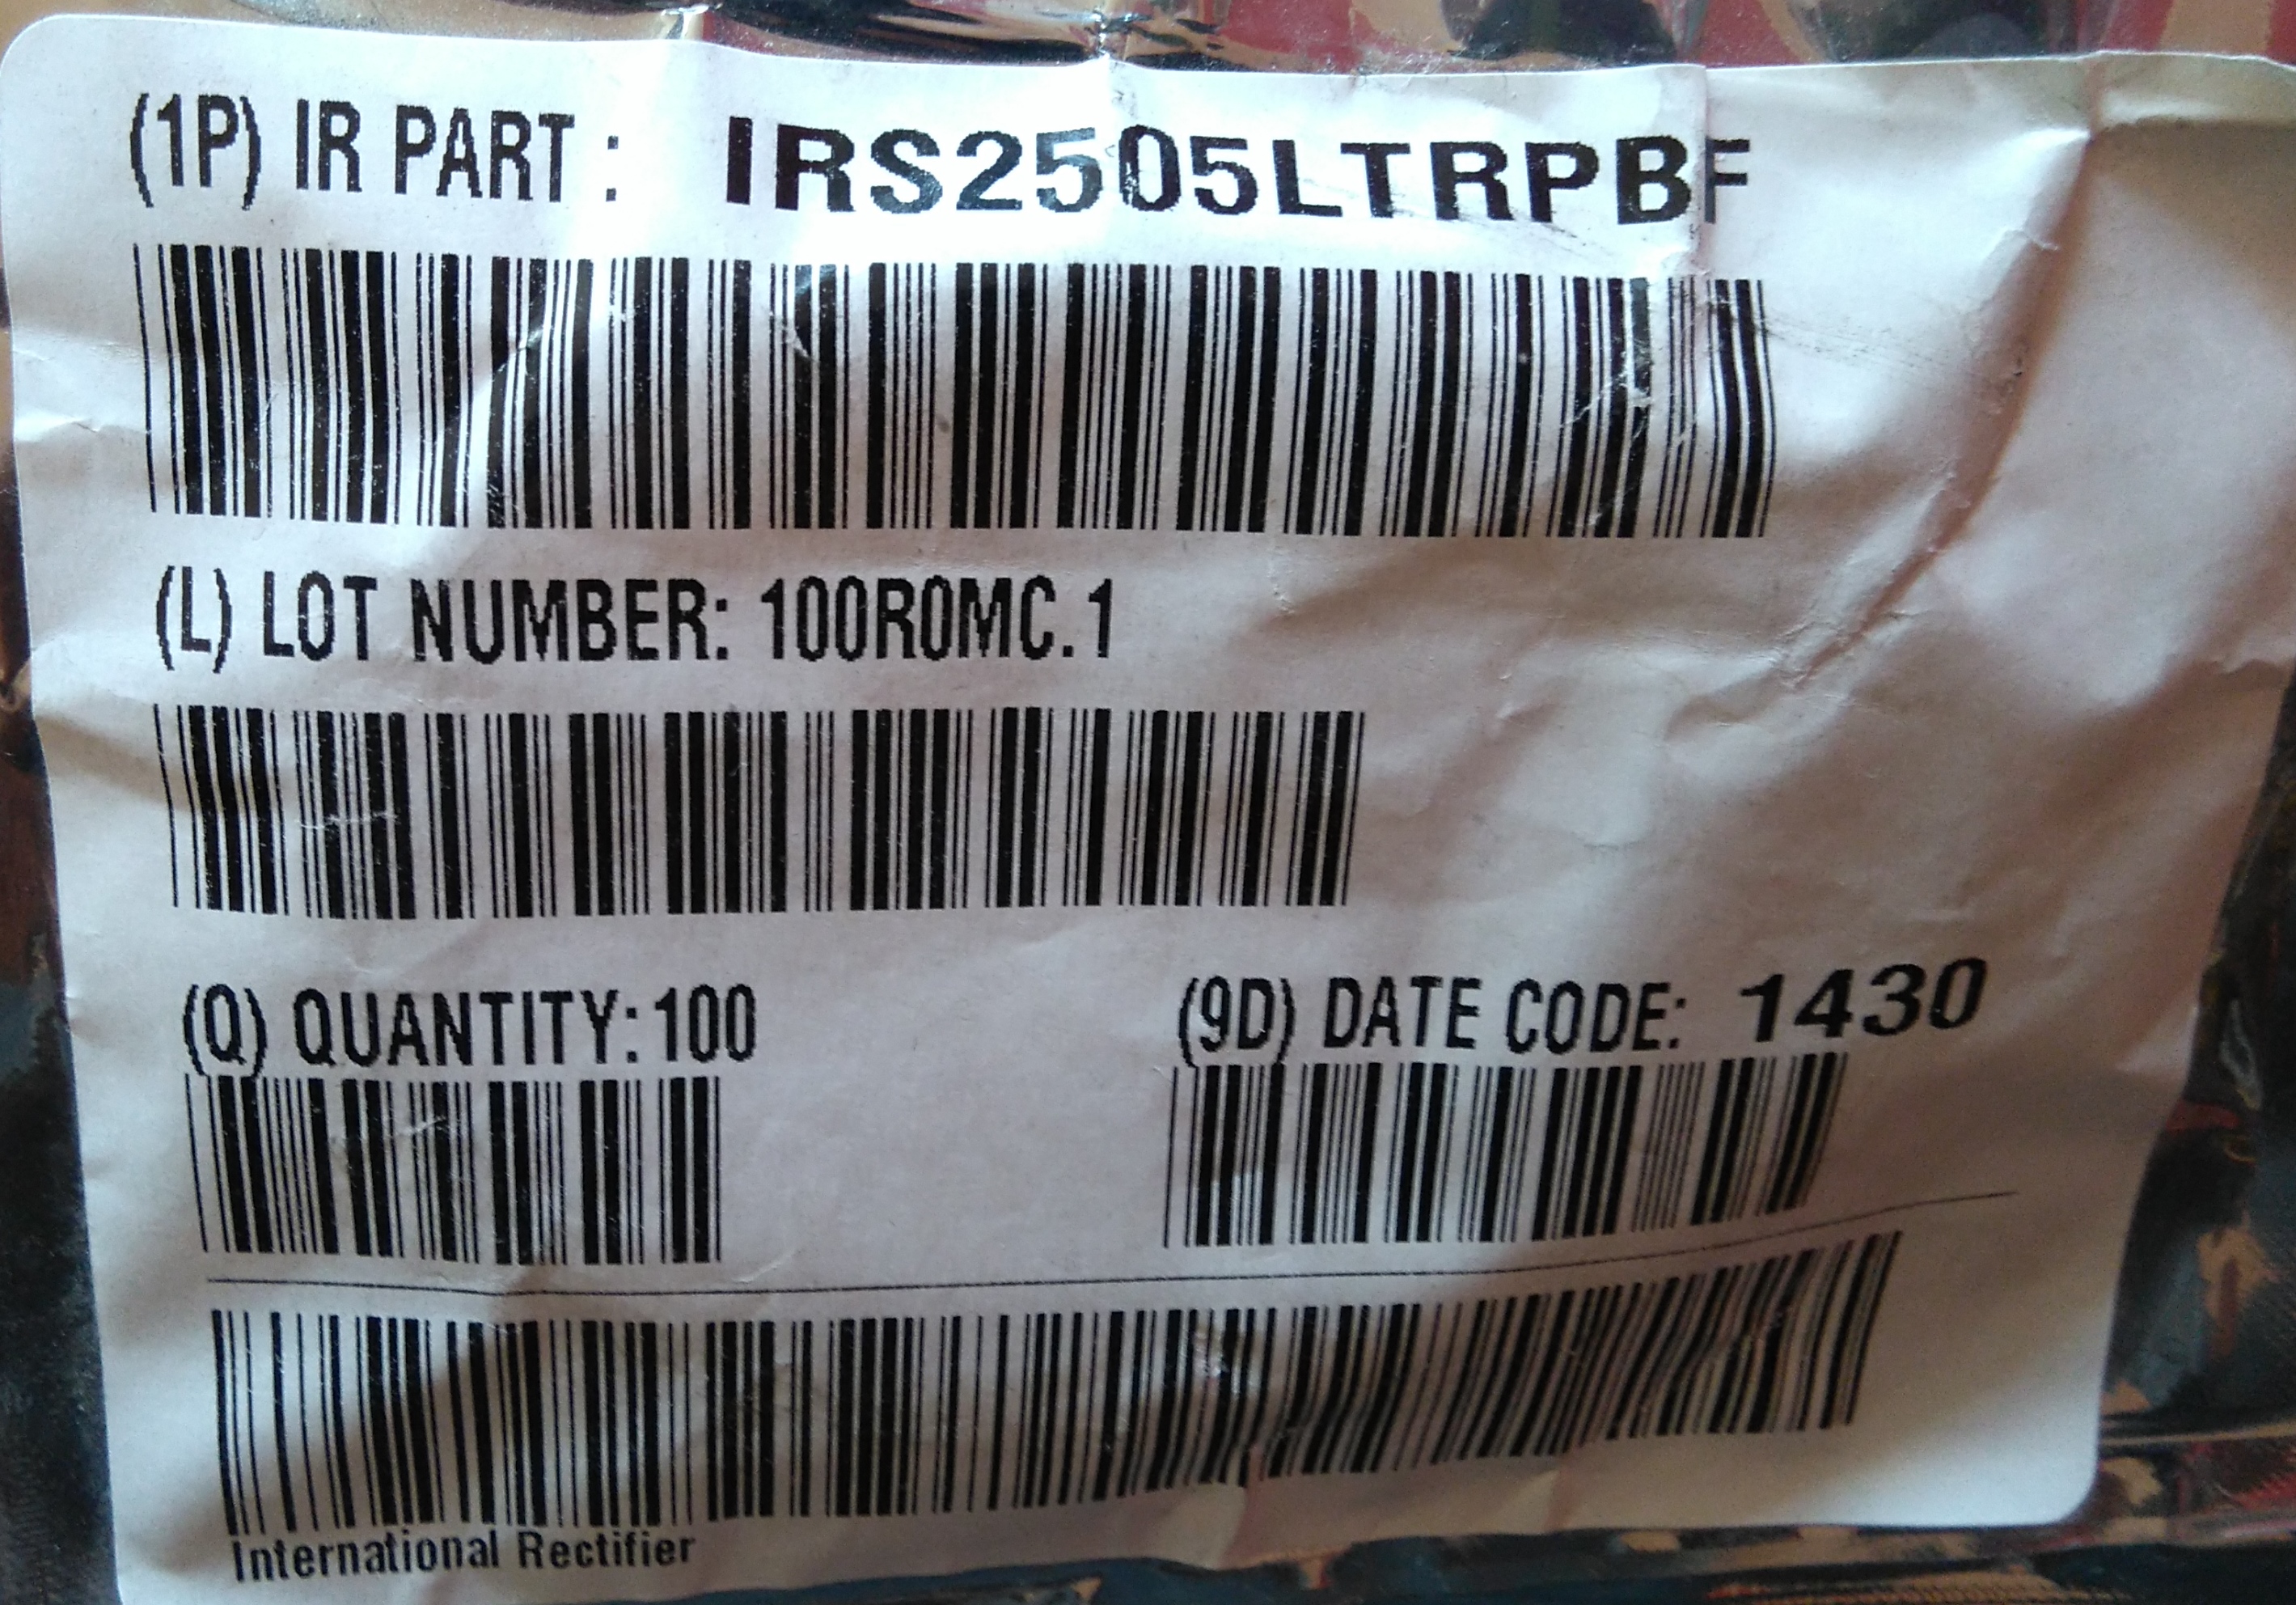 (1P) IR PART : IRS2505LTRPBF
(L) LOT NUMBER: 100R0MC.1
(Q) QUANTITY: 100
(9D) DATE CODE: 1430
International Rectifier